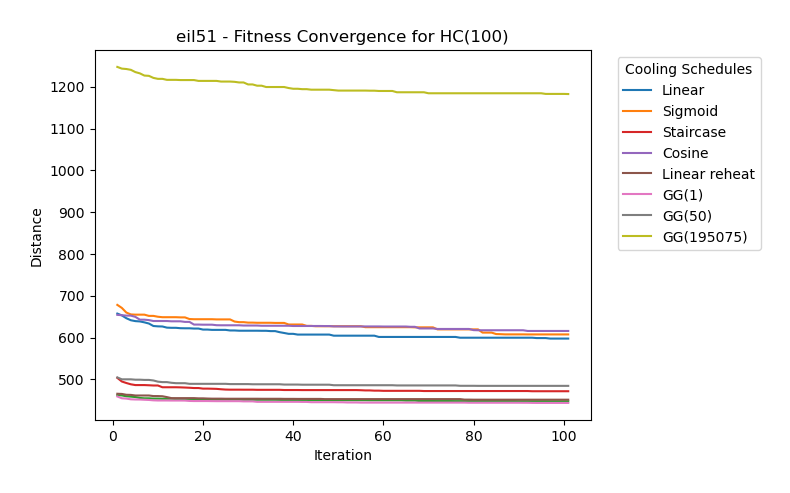 eil51 - Fitness Convergence for HC(100)
1200
1100
1000
900
800
700
600
500
Distance
0 20 40 60 80 100
Iteration
Cooling Schedules
Linear
Sigmoid
Staircase
Cosine
Linear reheat
GG(1)
GG(50)
GG(195075)